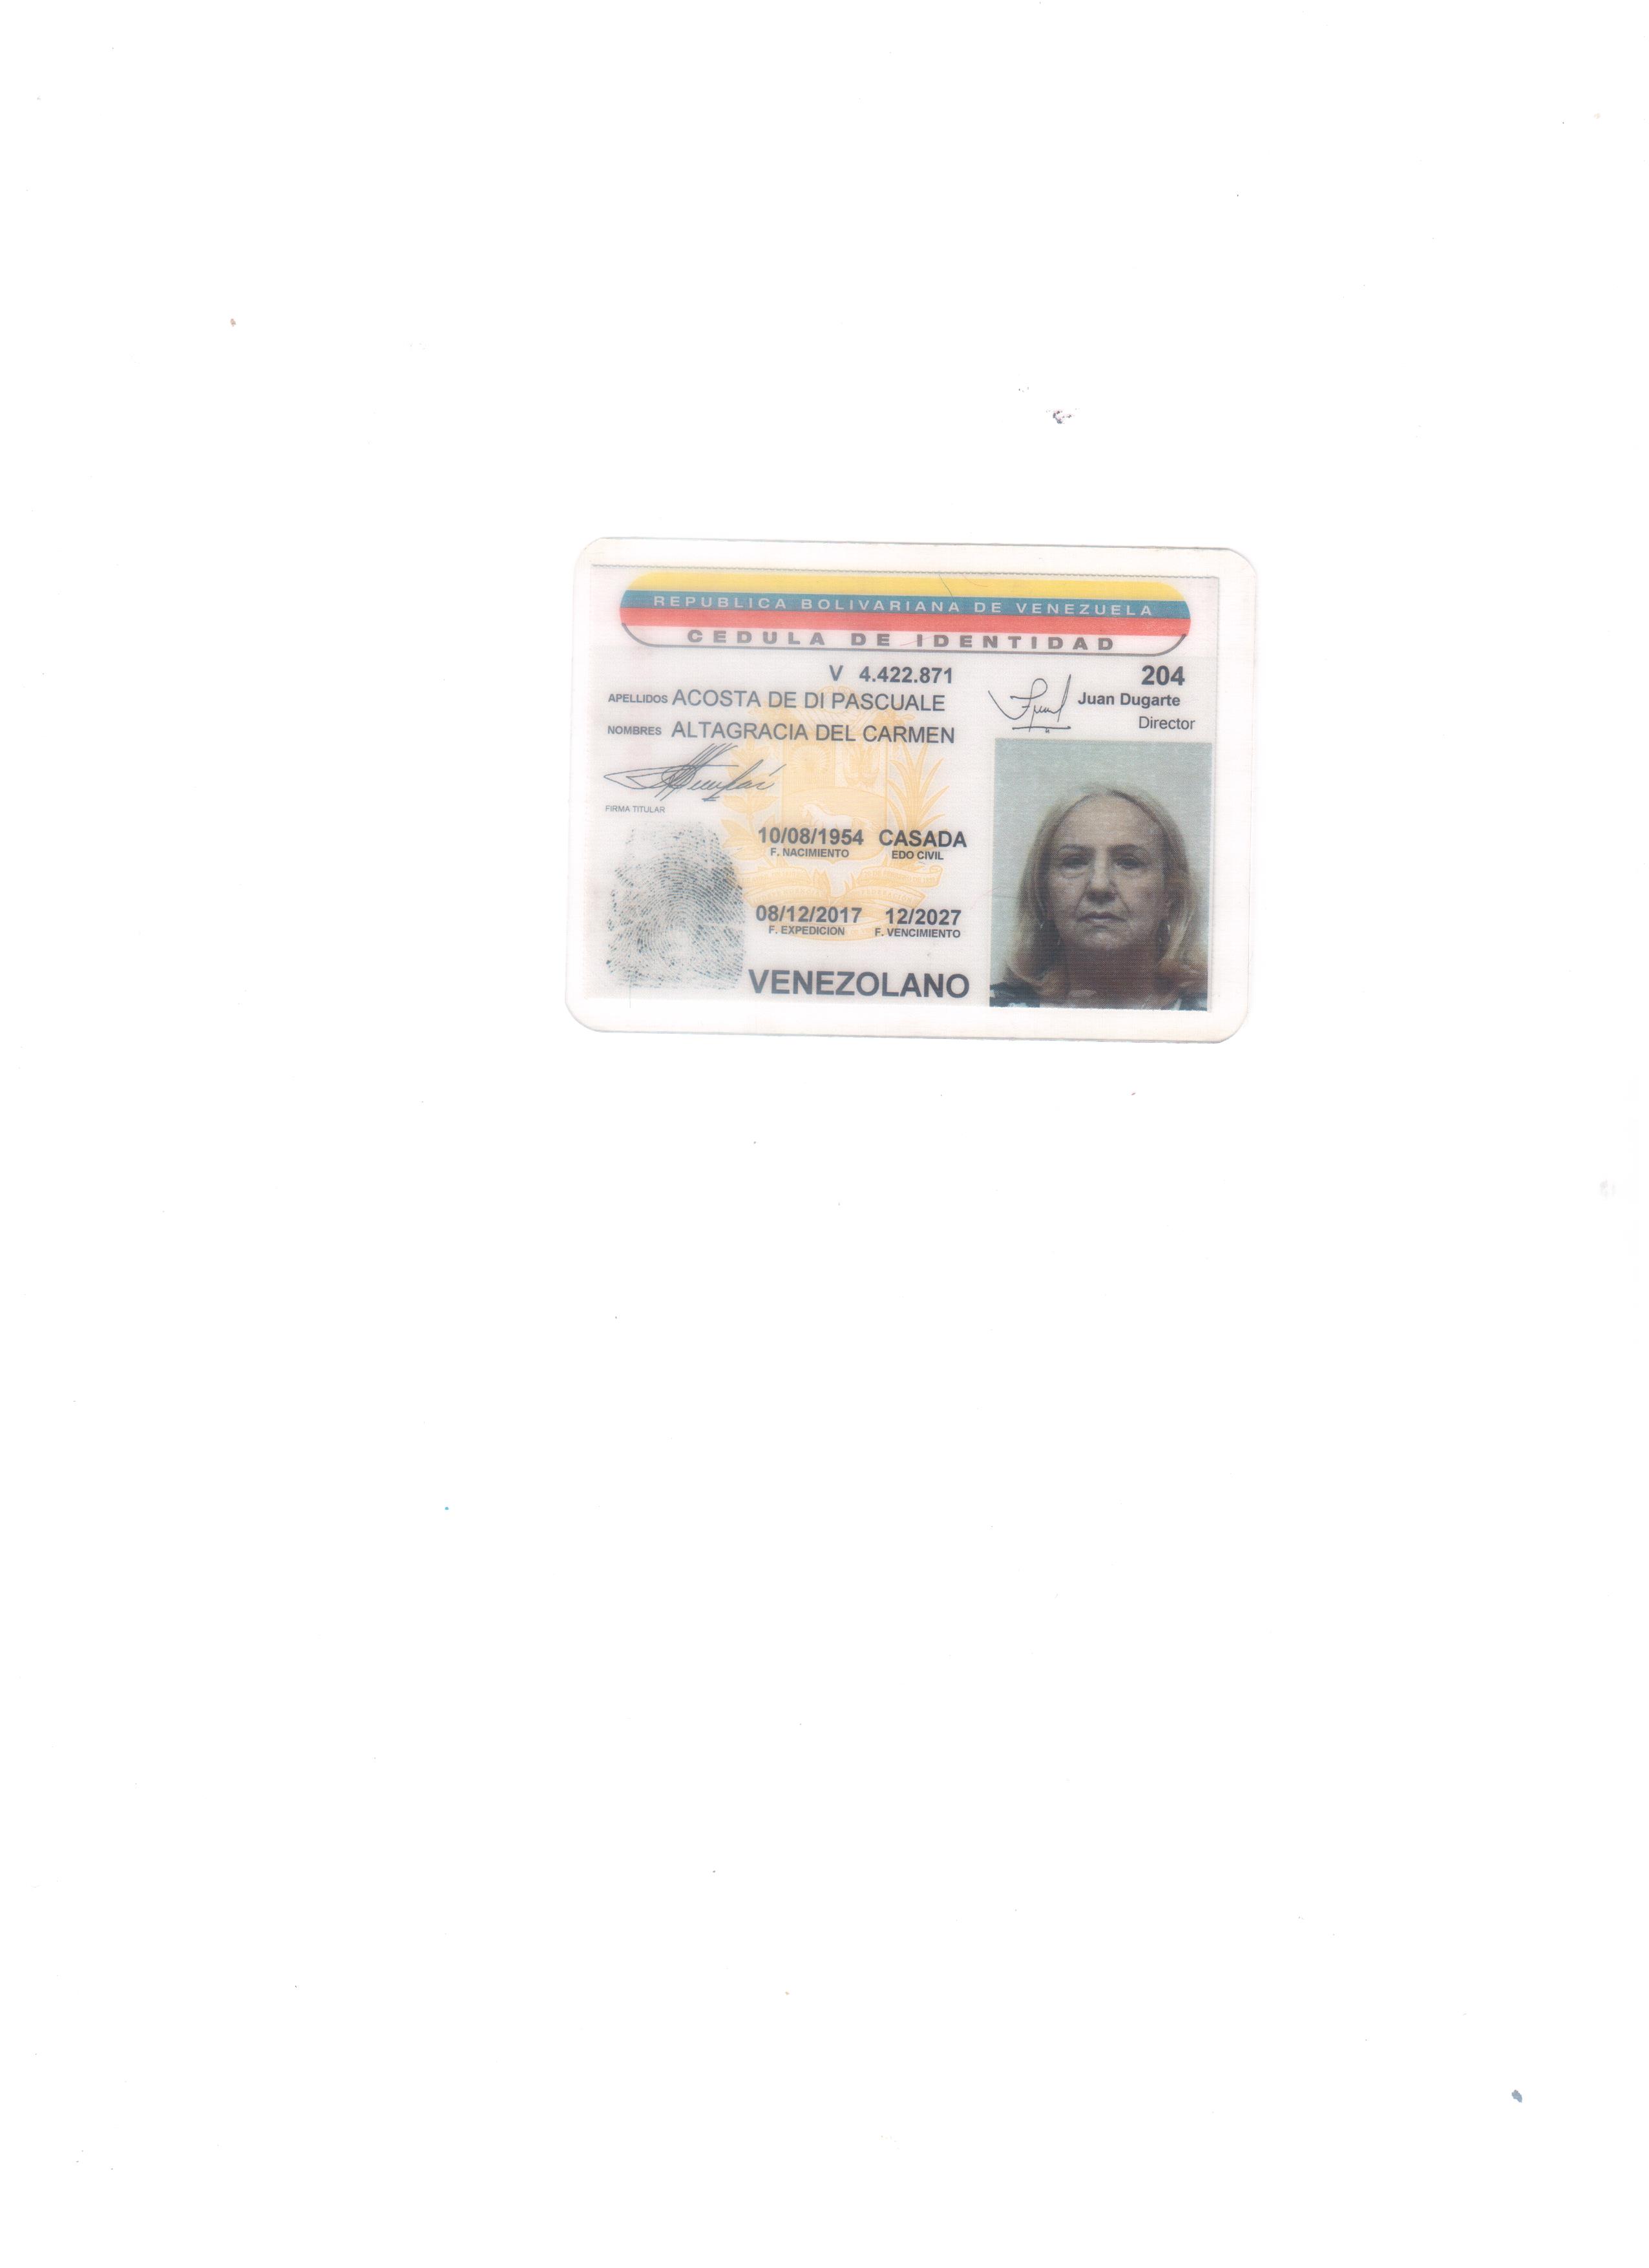 REPUBLICA BOLIVARIANA DE VENEZUELA
CEDULA DE IDENTIDAD
V 4.422.871
204
APELLIDOS ACOSTA DE DI PASCUALE
Juan Dugarte
Director
NOMBRES ALTAGRACIA DEL CARMEN
FIRMA TITULAR
10/08/1954 CASADA
F. NACIMIENTO EDO CIVIL
08/12/2017 12/2027
F. EXPEDICION F. VENCIMIENTO
VENEZOLANO